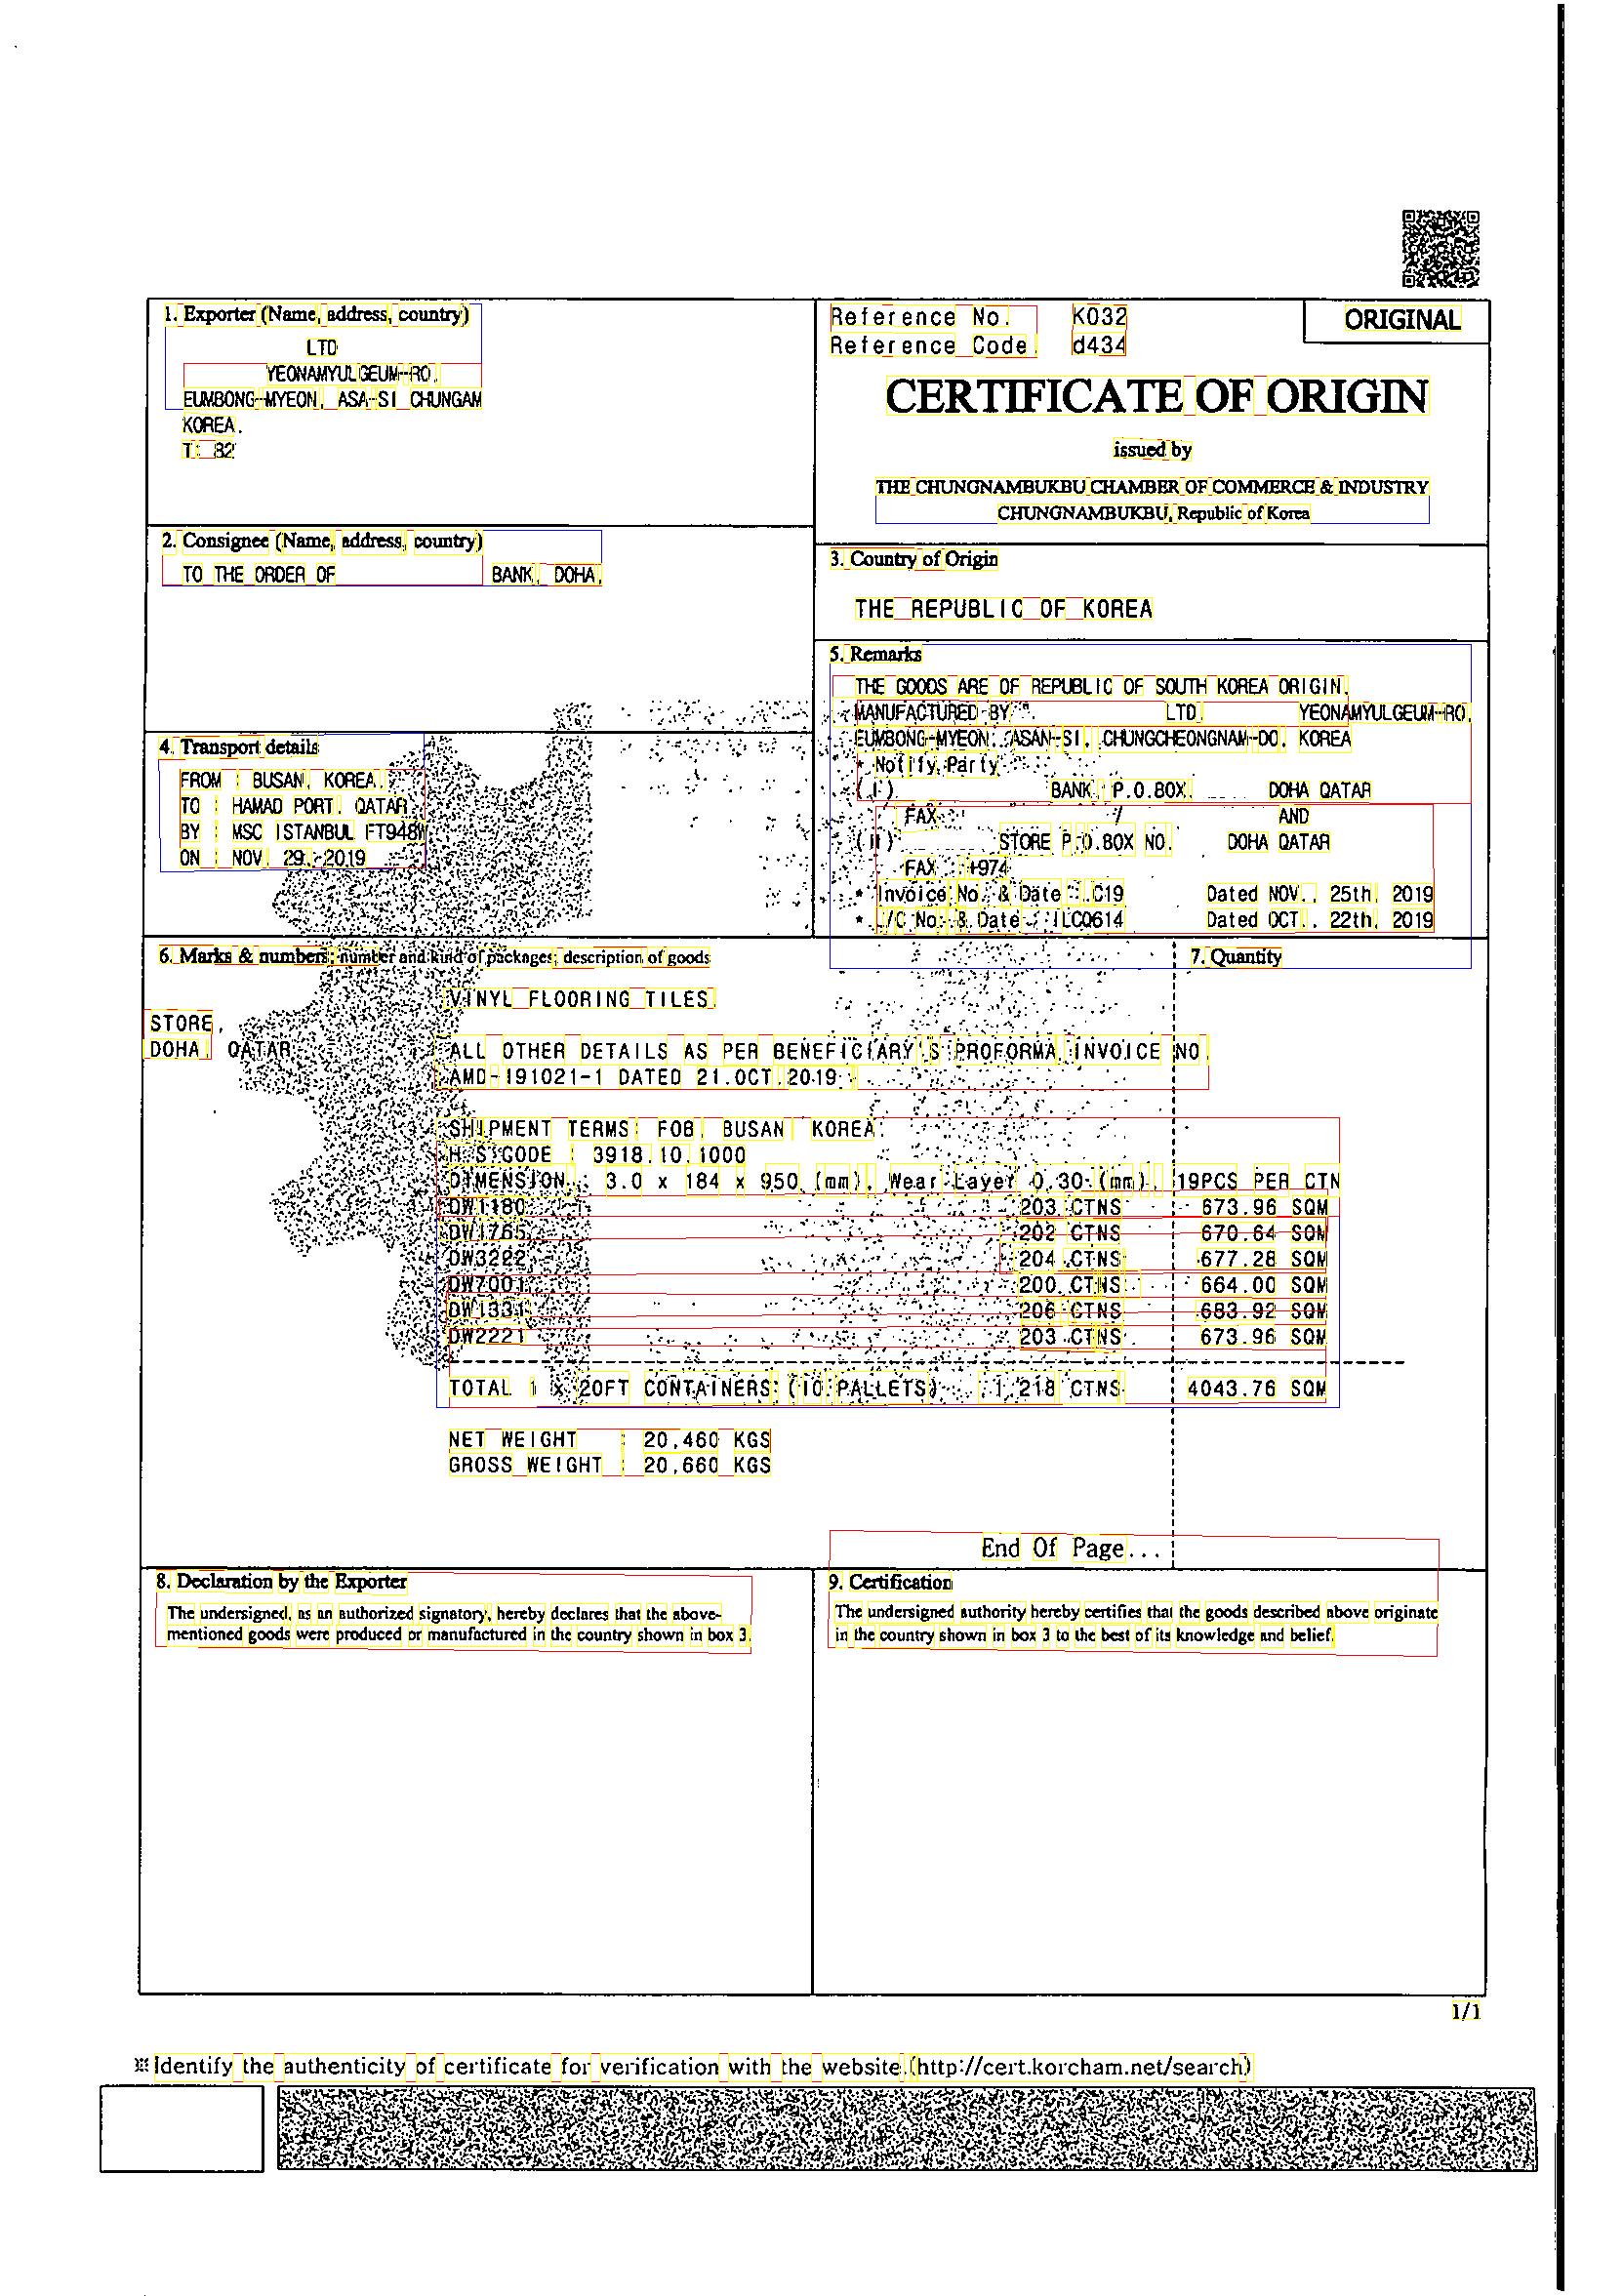 1. Exporter (Name, address, country)
LTD
YEONAMYULGEUM-RO,
EUMBONG-MYEON, ASA-SI CHUNGAM
KOREA.
T: 82
Reference No. K032
Reference Code. d434
ORIGINAL
CERTIFICATE OF ORIGIN
issued by
THE CHUNGNAMBUKBU CHAMBER OF COMMERCE & INDUSTRY
CHUNGNAMBUKBU, Republic of Korea
2. Consignee (Name, address, country)
TO THE ORDER OF BANK, DOHA,
3. Country of Origin
THE REPUBLIC OF KOREA
4. Transport details
FROM : BUSAN, KOREA.
TO : HAMAD PORT, QATAR
BY : MSC ISTANBUL FT948W
ON : NOV. 29, 2019
5. Remarks
THE GOODS ARE OF REPUBLIC OF SOUTH KOREA ORIGIN.
MANUFACTURED BY LTD. YEONAMYULGEUM-RO,
EUMBONG-MYEON, ASAN-SI, CHUNGCHEONGNAM-DO, KOREA
* Notify Party
(I) BANK, P.O.BOX. DOHA QATAR
FAX / AND
(II) STORE P.O.BOX NO. DOHA QATAR
FAX : +974
* Invoice No. & Date : C19 Dated NOV., 25th, 2019
* L/C No. & Date : ILC0614 Dated OCT., 22th, 2019
6. Marks & numbers; number and kind of packages; description of goods
7. Quantity
STORE,
DOHA, QATAR
VINYL FLOORING TILES.
ALL OTHER DETAILS AS PER BENEFICIARY'S PROFORMA INVOICE NO.
AMD-191021-1 DATED 21.OCT.2019
SHIPMENT TERMS: FOB, BUSAN KOREA
H.S.CODE : 3918.10.1000
DIMENSION : 3.0 x 184 x 950 (mm), Wear Layer 0.30 (mm), 19PCS PER CTN
DW1180 203 CTNS 673.96 SQM
DW1765 202 CTNS 670.64 SQM
DW3222 204 CTNS 677.28 SQM
DW7001 200 CTNS 664.00 SQM
DW1331 206 CTNS 683.92 SQM
DW2221 203 CTNS 673.96 SQM
TOTAL 1 x 20FT CONTAINERS (10 PALLETS) 1,218 CTNS 4043.76 SQM
NET WEIGHT : 20,460 KGS
GROSS WEIGHT : 20,660 KGS
End Of Page...
8. Declaration by the Exporter
The undersigned, as an authorized signatory, hereby declares that the above-
mentioned goods were produced or manufactured in the country shown in box 3.
9. Certification
The undersigned authority hereby certifies that the goods described above originate
in the country shown in box 3 to the best of its knowledge and belief.
1/1
※ Identify the authenticity of certificate for verification with the website.(http://cert.korcham.net/search)